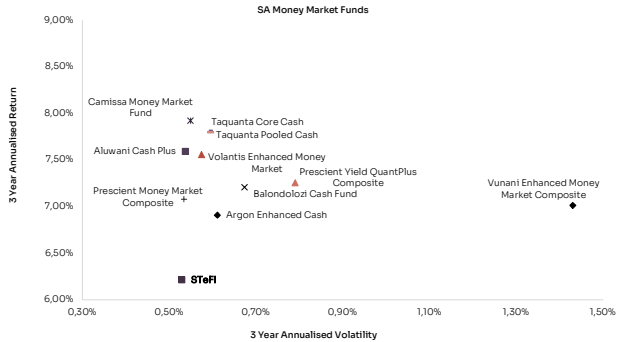 SA Money Market Funds
9,00%
8,50%
8,00%
7,50%
7,00%
6,50%
6,00%
3 Year Annualised Return
Camissa Money Market
Fund
Taquanta Core Cash
Taquanta Pooled Cash
Aluwani Cash Plus
Volantis Enhanced Money
Market
Prescient Yield QuantPlus
Composite
Vunani Enhanced Money
Market Composite
Prescient Money Market
Composite
Balondolozi Cash Fund
Argon Enhanced Cash
STeFI
0,30%
0,50%
0,70%
0,90%
1,10%
1,30%
1,50%
3 Year Annualised Volatility